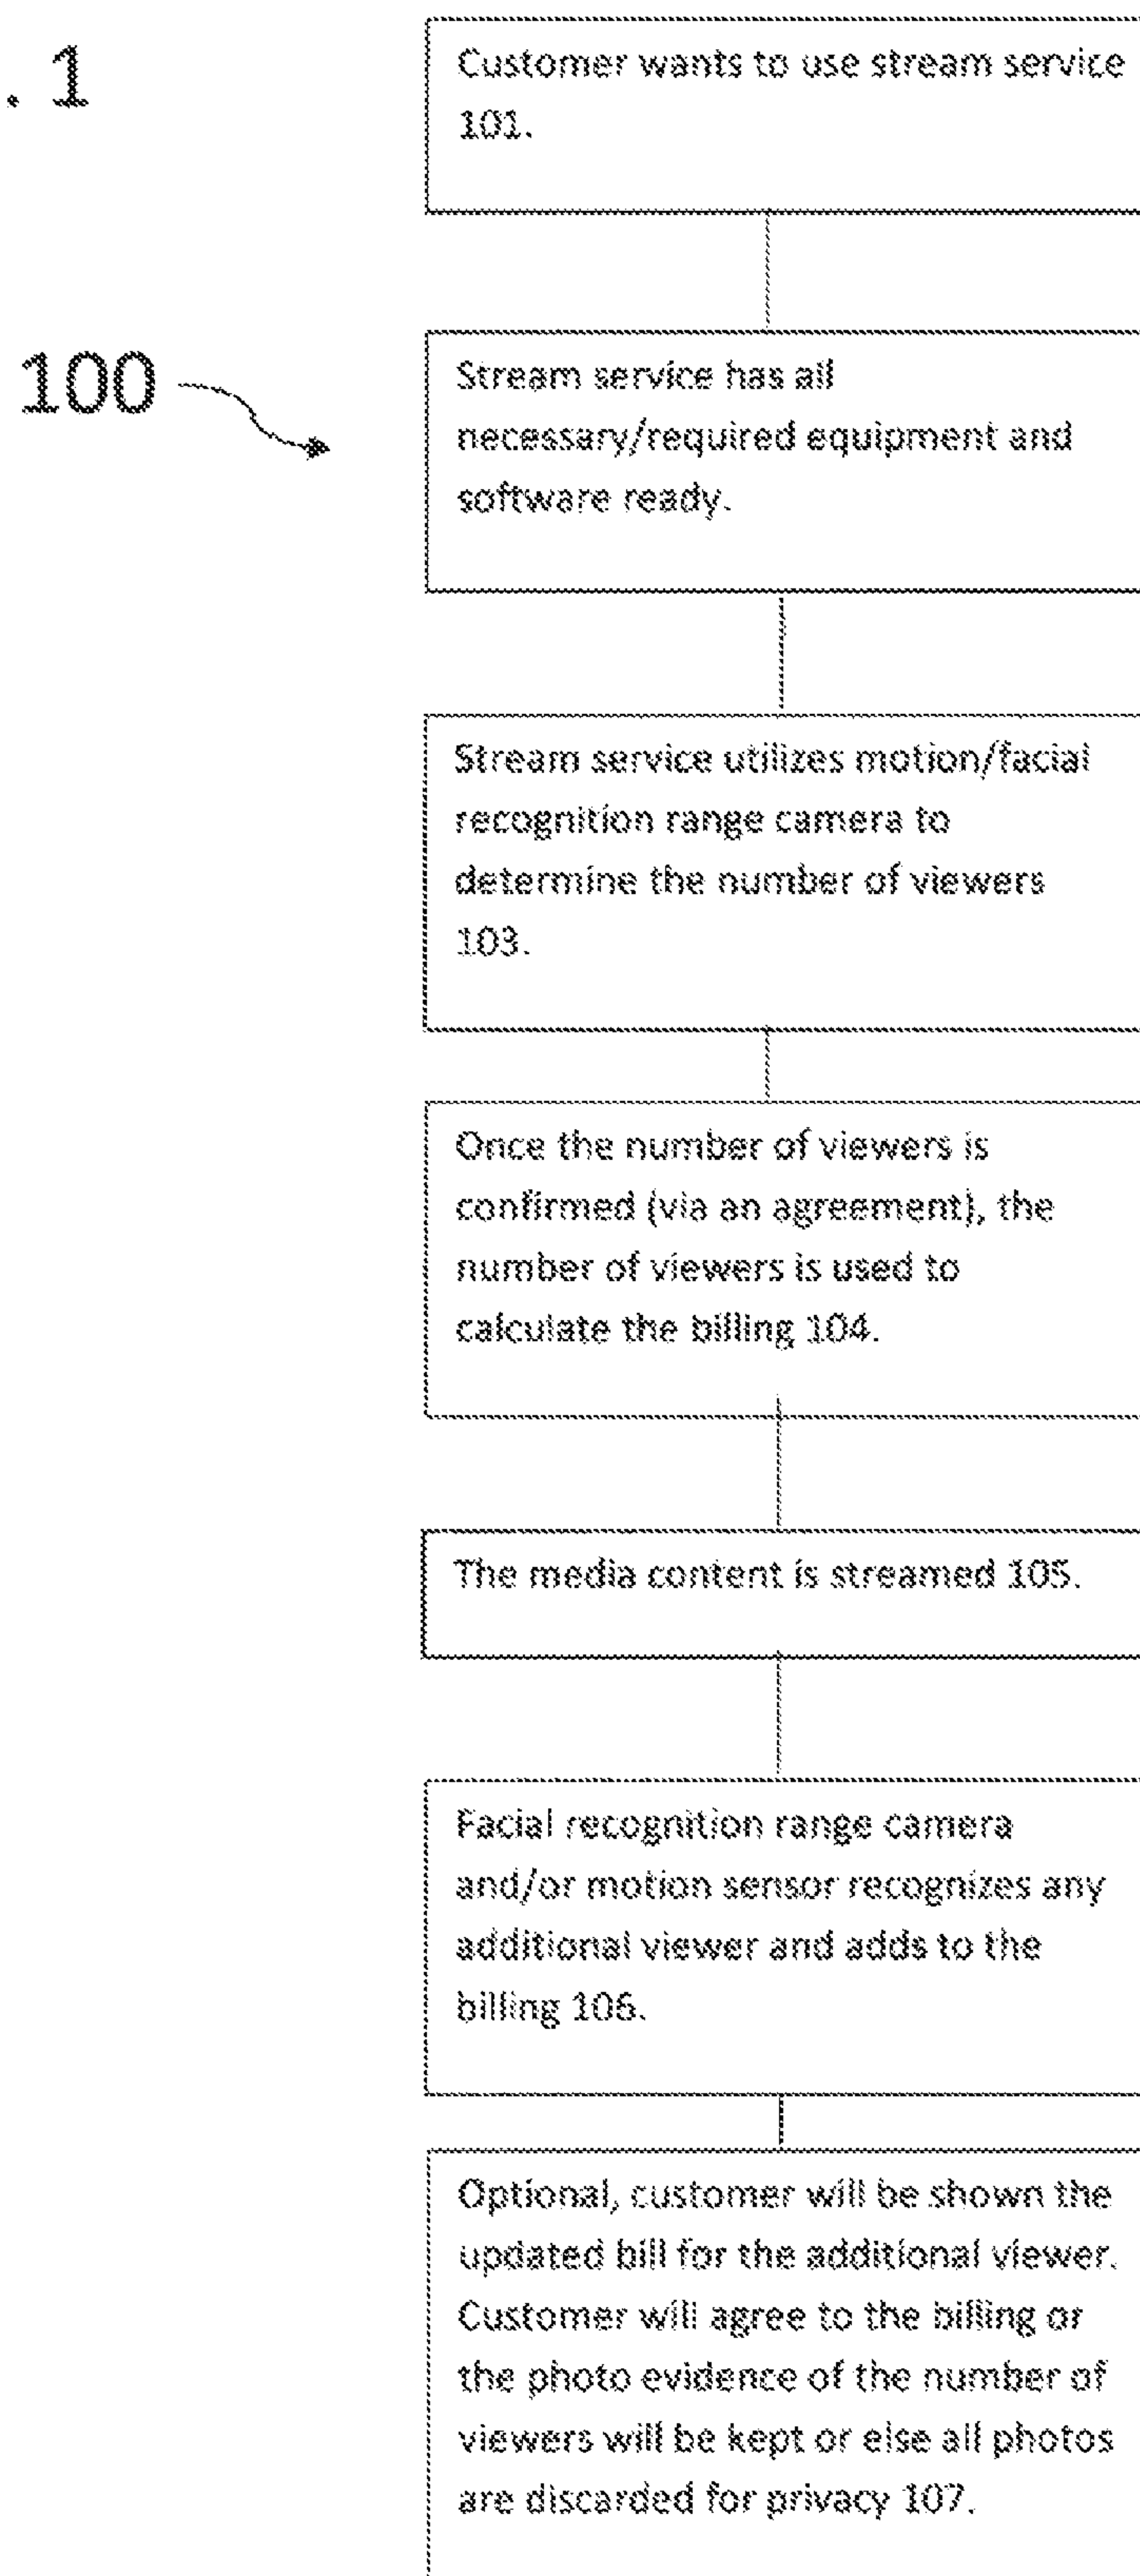 . 1
Customer wants to use stream service
101.
100
Stream service has all
necessary/required equipment and
software ready.
Stream service utilizes motion/facial
recognition range camera to
determine the number of viewers
103.
Once the number of viewers is
confirmed (via an agreement), the
number of viewers is used to
calculate the billing 104.
The media content is streamed 105.
Facial recognition range camera
and/or motion sensor recognizes any
additional viewer and adds to the
billing 106.
Optional, customer will be shown the
updated bill for the additional viewer.
Customer will agree to the billing or
the photo evidence of the number of
viewers will be kept or else all photos
are discarded for privacy 107.